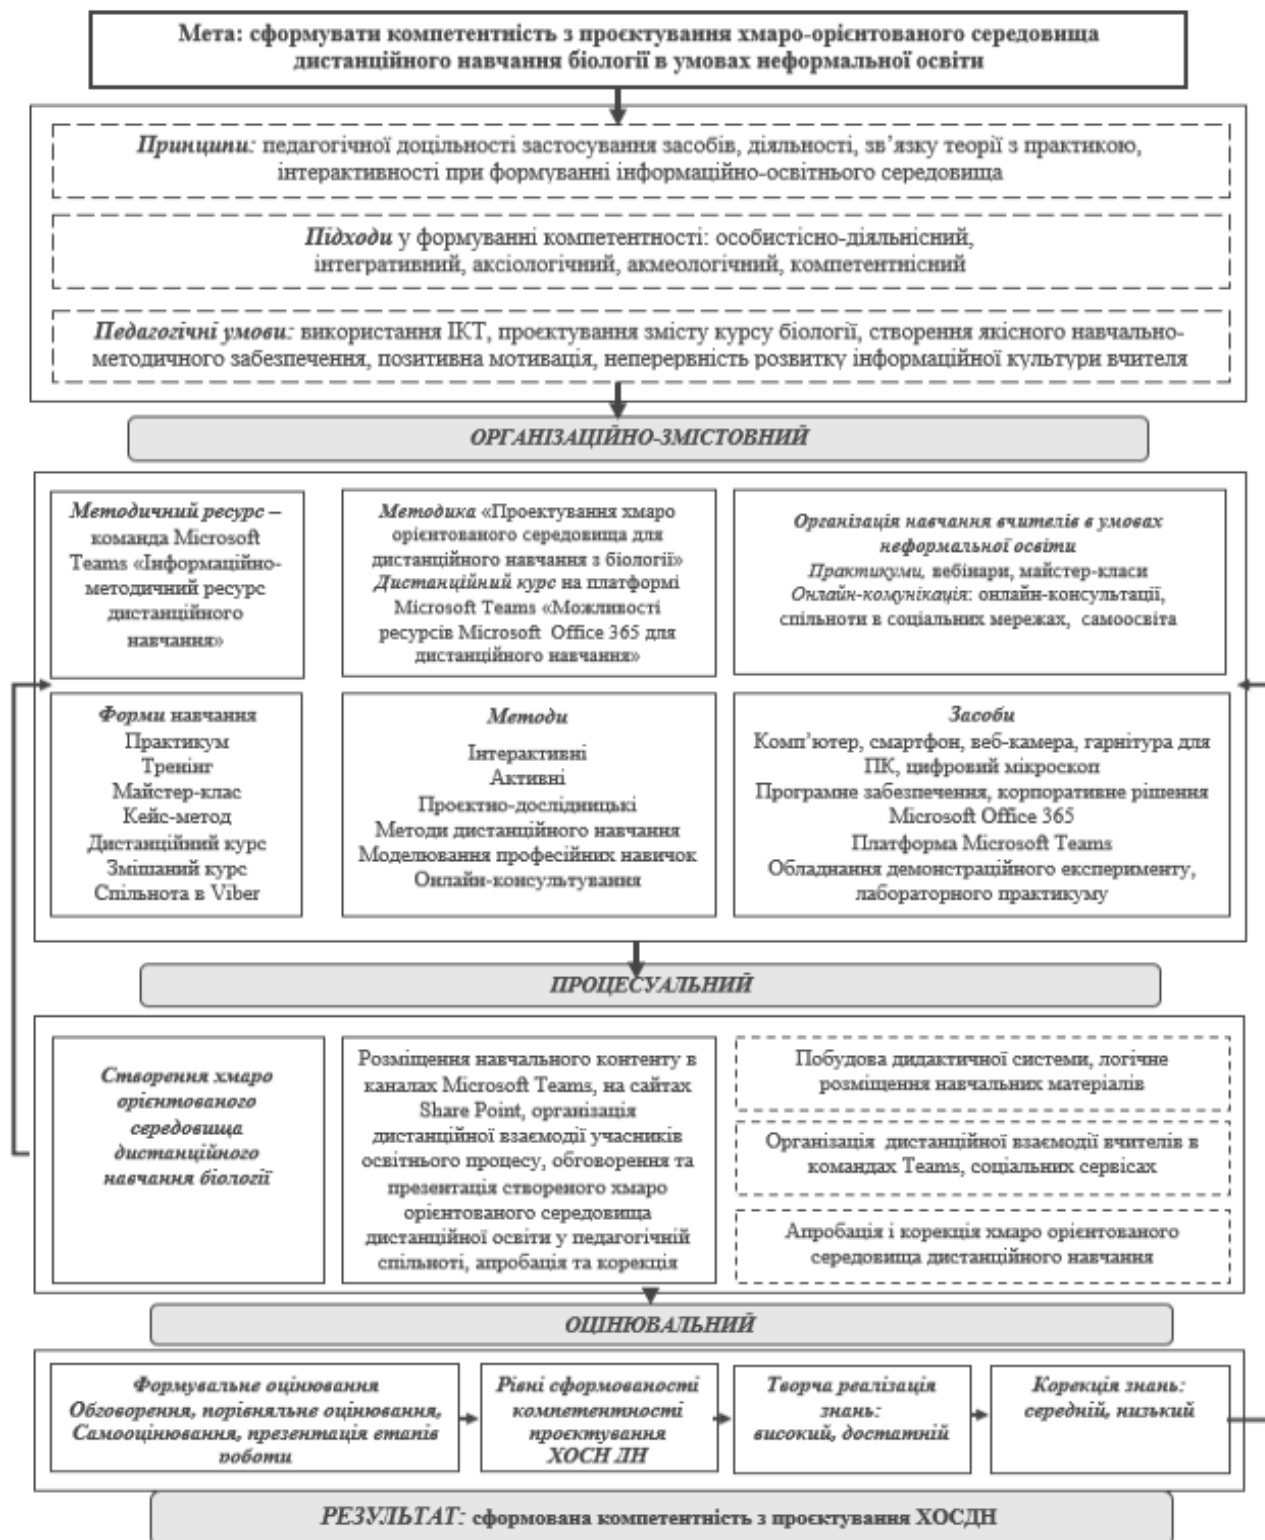 Мета: сформувати компетентність з проєктування хмаро-орієнтованого середовища
дистанційного навчання біології в умовах неформальної освіти
Принципи: педагогічної доцільності застосування засобів, діяльності, зв’язку теорії з практикою,
інтерактивності при формуванні інформаційно-освітнього середовища
Підходи у формуванні компетентності: особистісно-діяльнісний,
інтегративний, аксіологічний, акмеологічний, компетентнісний
Педагогічні умови: використання ІКТ, проєктування змісту курсу біології, створення якісного навчально-
методичного забезпечення, позитивна мотивація, неперервність розвитку інформаційної культури вчителя
ОРГАНІЗАЦІЙНО-ЗМІСТОВНИЙ
Методичний ресурс –
команда Microsoft
Teams «Інформаційно-
методичний ресурс
дистанційного
навчання»
Методика «Проектування хмаро
орієнтованого середовища для
дистанційного навчання з біології»
Дистанційний курс на платформі
Microsoft Teams «Можливості
ресурсів Microsoft Office 365 для
дистанційного навчання»
Організація навчання вчителів в умовах
неформальної освіти
Практикуми, вебінари, майстер-класи
Онлайн-комунікація: онлайн-консультації,
спільноти в соціальних мережах, самоосвіта
Форми навчання
Практикум
Тренінг
Майстер-клас
Кейс-метод
Дистанційний курс
Змішаний курс
Спільнота в Viber
Методи
Інтерактивні
Активні
Проєктно-дослідницькі
Методи дистанційного навчання
Моделювання професійних навичок
Онлайн-консультування
Засоби
Комп’ютер, смартфон, веб-камера, гарнітура для
ПК, цифровий мікроскоп
Програмне забезпечення, корпоративне рішення
Microsoft Office 365
Платформа Microsoft Teams
Обладнання демонстраційного експерименту,
лабораторного практикуму
ПРОЦЕСУАЛЬНИЙ
Створення хмаро
орієнтованого
середовища
дистанційного
навчання біології
Розміщення навчального контенту в
каналах Microsoft Teams, на сайтах
Share Point, організація
дистанційної взаємодії учасників
освітнього процесу, обговорення та
презентація створеного хмаро
орієнтованого середовища
дистанційної освіти у педагогічній
спільноті, апробація та корекція
Побудова дидактичної системи, логічне
розміщення навчальних матеріалів
Організація дистанційної взаємодії вчителів в
командах Teams, соціальних сервісах
Апробація і корекція хмаро орієнтованого
середовища дистанційного навчання
ОЦІНЮВАЛЬНИЙ
Формувальне оцінювання
Обговорення, порівняльне оцінювання,
Самооцінювання, презентація етапів
роботи
Рівні сформованості
компетентності
проєктування
ХОСН ДН
Творча реалізація
знань:
високий, достатній
Корекція знань:
середній, низький
РЕЗУЛЬТАТ: сформована компетентність з проєктування ХОСДН